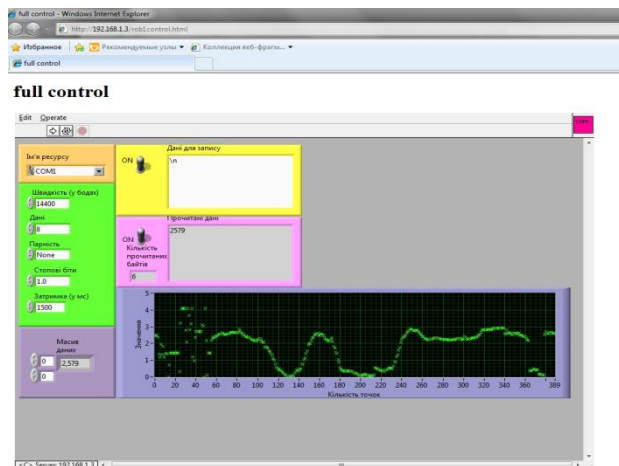 full control - Windows Internet Explorer
http://192.168.1.3/rob1control.html
Избранное Рекомендуемые узлы Коллекция веб-фрагм...
full control
full control
Edit Operate
Ім'я ресурсу
COM1
Швидкість (у бодах)
14400
Дані
8
Парність
None
Стопові біти
1,0
Затримка (у мс)
1500
Масив
даних
0
2,579
0
Дані для запису
ON
\n
Прочитані дані
2579
ON
Кількість
прочитаних
байтів
6
Значення
5
4
3
2
1
0
0 20 40 60 80 100 120 140 160 180 200 220 240 260 280 300 320 340 360 389
Кількість точок
Server: 192.168.1.3